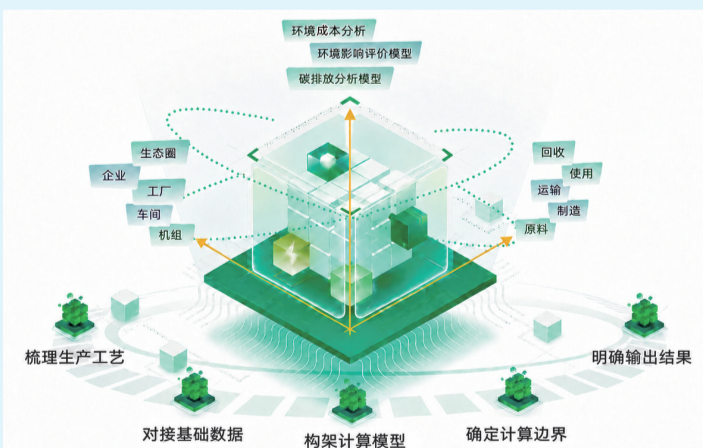 环境成本分析
环境影响评价模型
碳排放分析模型
生态圈
企业
工厂
车间
机组
回收
使用
运输
制造
原料
梳理生产工艺
对接基础数据
构架计算模型
确定计算边界
明确输出结果